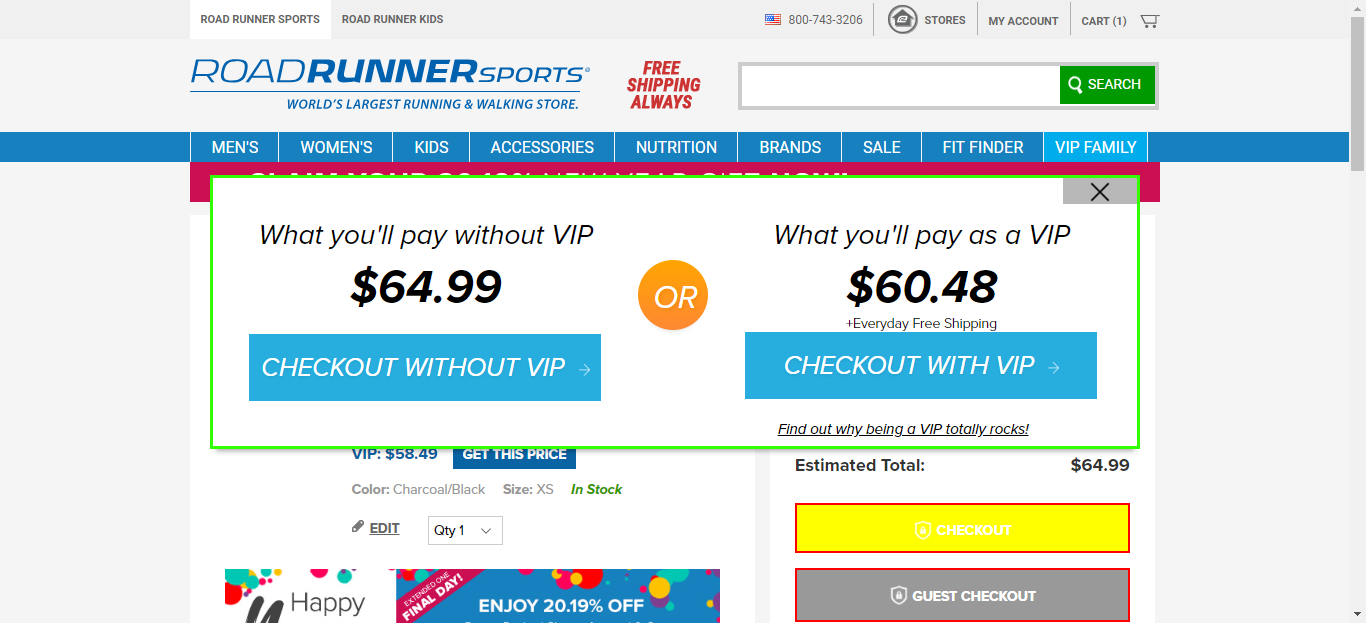 ROAD RUNNER SPORTS
ROAD RUNNER KIDS
800-743-3206
STORES
MY ACCOUNT
CART (1)
ROADRUNNERSPORTS®
WORLD'S LARGEST RUNNING & WALKING STORE.
FREE
SHIPPING
ALWAYS
SEARCH
MEN'S
WOMEN'S
KIDS
ACCESSORIES
NUTRITION
BRANDS
SALE
FIT FINDER
VIP FAMILY
What you'll pay without VIP
$64.99
CHECKOUT WITHOUT VIP →
OR
What you'll pay as a VIP
$60.48
+Everyday Free Shipping
CHECKOUT WITH VIP →
Find out why being a VIP totally rocks!
VIP: $58.49
GET THIS PRICE
Color: Charcoal/Black
Size: XS
In Stock
EDIT
Qty 1
Estimated Total:
$64.99
CHECKOUT
GUEST CHECKOUT
Happy
EXTENDED ONE
FINAL DAY!
ENJOY 20.19% OFF